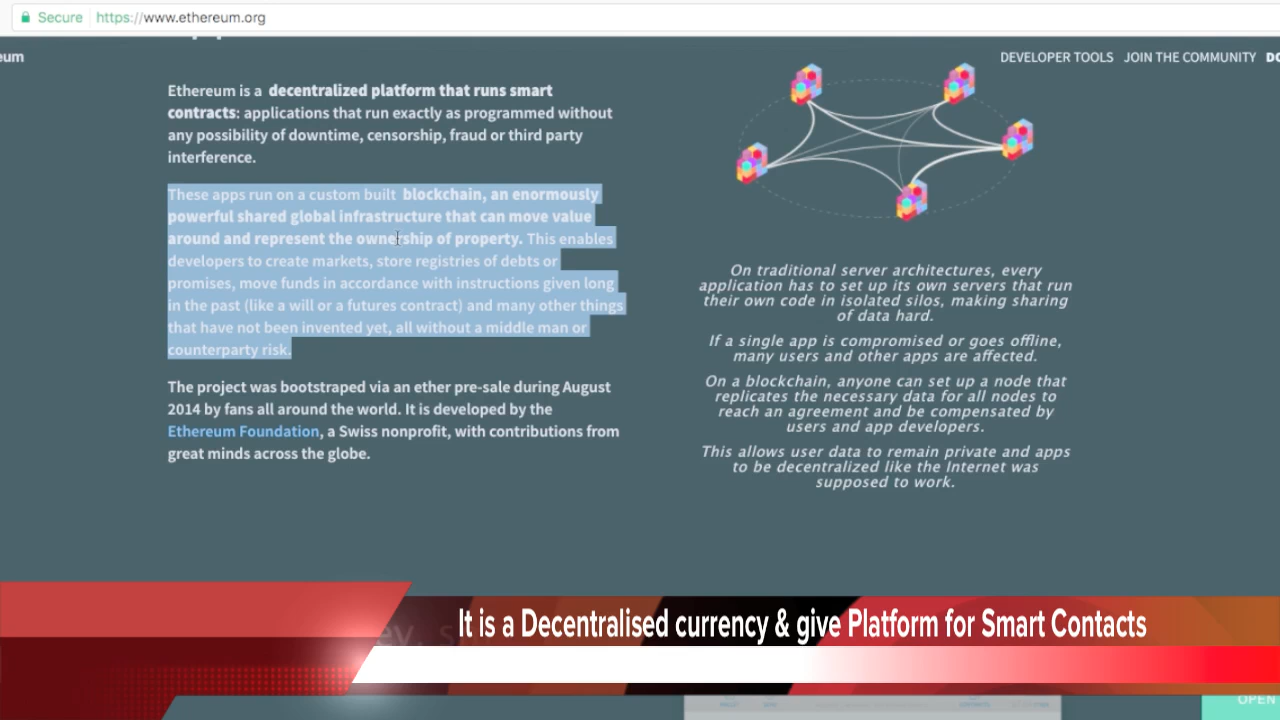 Secure https://www.ethereum.org
eum
DEVELOPER TOOLS JOIN THE COMMUNITY
Ethereum is a decentralized platform that runs smart
contracts: applications that run exactly as programmed without
any possibility of downtime, censorship, fraud or third party
interference.
These apps run on a custom built blockchain, an enormously
powerful shared global infrastructure that can move value
around and represent the ownership of property. This enables
developers to create markets, store registries of debts or
promises, move funds in accordance with instructions given long
in the past (like a will or a futures contract) and many other things
that have not been invented yet, all without a middle man or
counterparty risk.
The project was bootstraped via an ether pre-sale during August
2014 by fans all around the world. It is developed by the
Ethereum Foundation, a Swiss nonprofit, with contributions from
great minds across the globe.
On traditional server architectures, every
application has to set up its own servers that run
their own code in isolated silos, making sharing
of data hard.
If a single app is compromised or goes offline,
many users and other apps are affected.
On a blockchain, anyone can set up a node that
replicates the necessary data for all nodes to
reach an agreement and be compensated by
users and app developers.
This allows user data to remain private and apps
to be decentralized like the Internet was
supposed to work.
It is a Decentralised currency & give Platform for Smart Contacts
OPEN